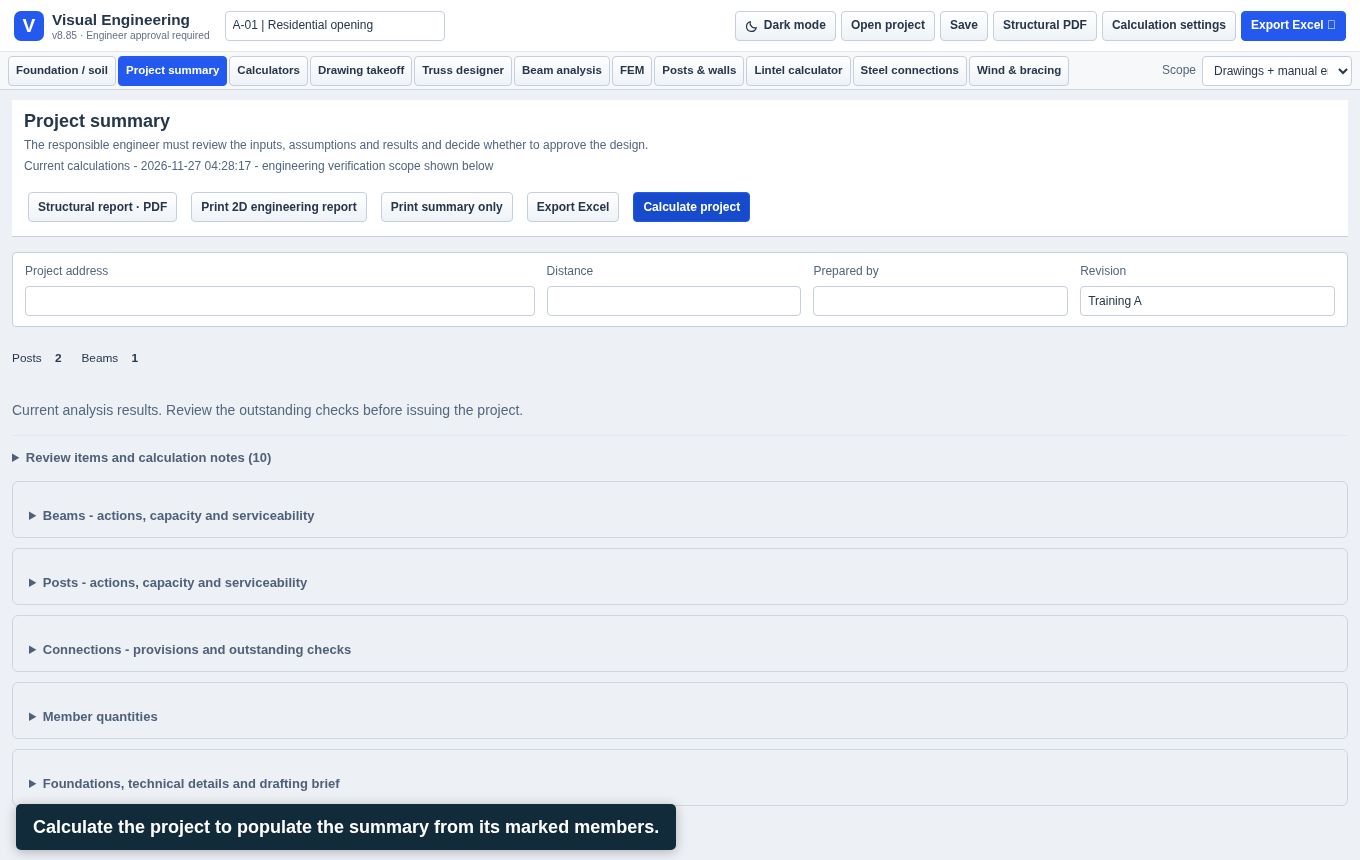 V
Visual Engineering
v8.85 · Engineer approval required
A-01 | Residential opening
Dark mode
Open project
Save
Structural PDF
Calculation settings
Export Excel
Foundation / soil
Project summary
Calculators
Drawing takeoff
Truss designer
Beam analysis
FEM
Posts & walls
Lintel calculator
Steel connections
Wind & bracing
Scope
Drawings + manual e
Project summary
The responsible engineer must review the inputs, assumptions and results and decide whether to approve the design.
Current calculations - 2026-11-27 04:28:17 - engineering verification scope shown below
Structural report · PDF
Print 2D engineering report
Print summary only
Export Excel
Calculate project
Project address
Distance
Prepared by
Revision
Training A
Posts 2 Beams 1
Current analysis results. Review the outstanding checks before issuing the project.
Review items and calculation notes (10)
Beams - actions, capacity and serviceability
Posts - actions, capacity and serviceability
Connections - provisions and outstanding checks
Member quantities
Foundations, technical details and drafting brief
Calculate the project to populate the summary from its marked members.